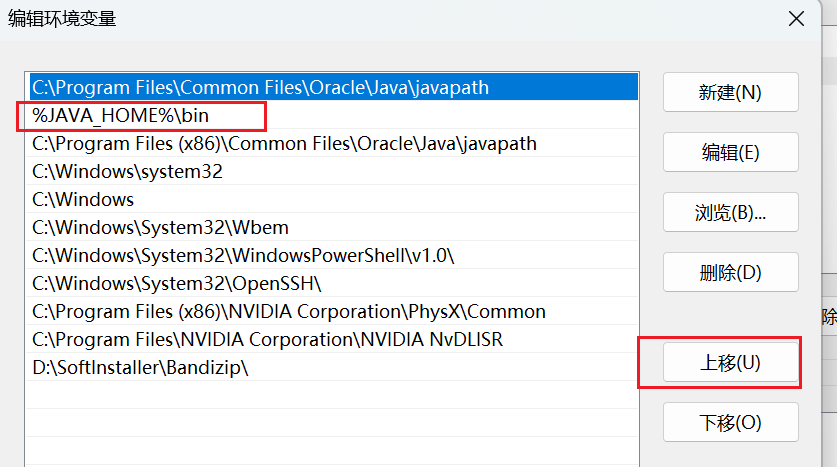 编辑环境变量
C:\Program Files\Common Files\Oracle\Java\javapath
%JAVA_HOME%\bin
C:\Program Files (x86)\Common Files\Oracle\Java\javapath
C:\Windows\system32
C:\Windows
C:\Windows\System32\Wbem
C:\Windows\System32\WindowsPowerShell\v1.0\
C:\Windows\System32\OpenSSH\
C:\Program Files (x86)\NVIDIA Corporation\PhysX\Common
C:\Program Files\NVIDIA Corporation\NVIDIA NvDLISR
D:\SoftInstaller\Bandizip\
新建(N)
编辑(E)
浏览(B)...
删除(D)
上移(U)
下移(O)
除